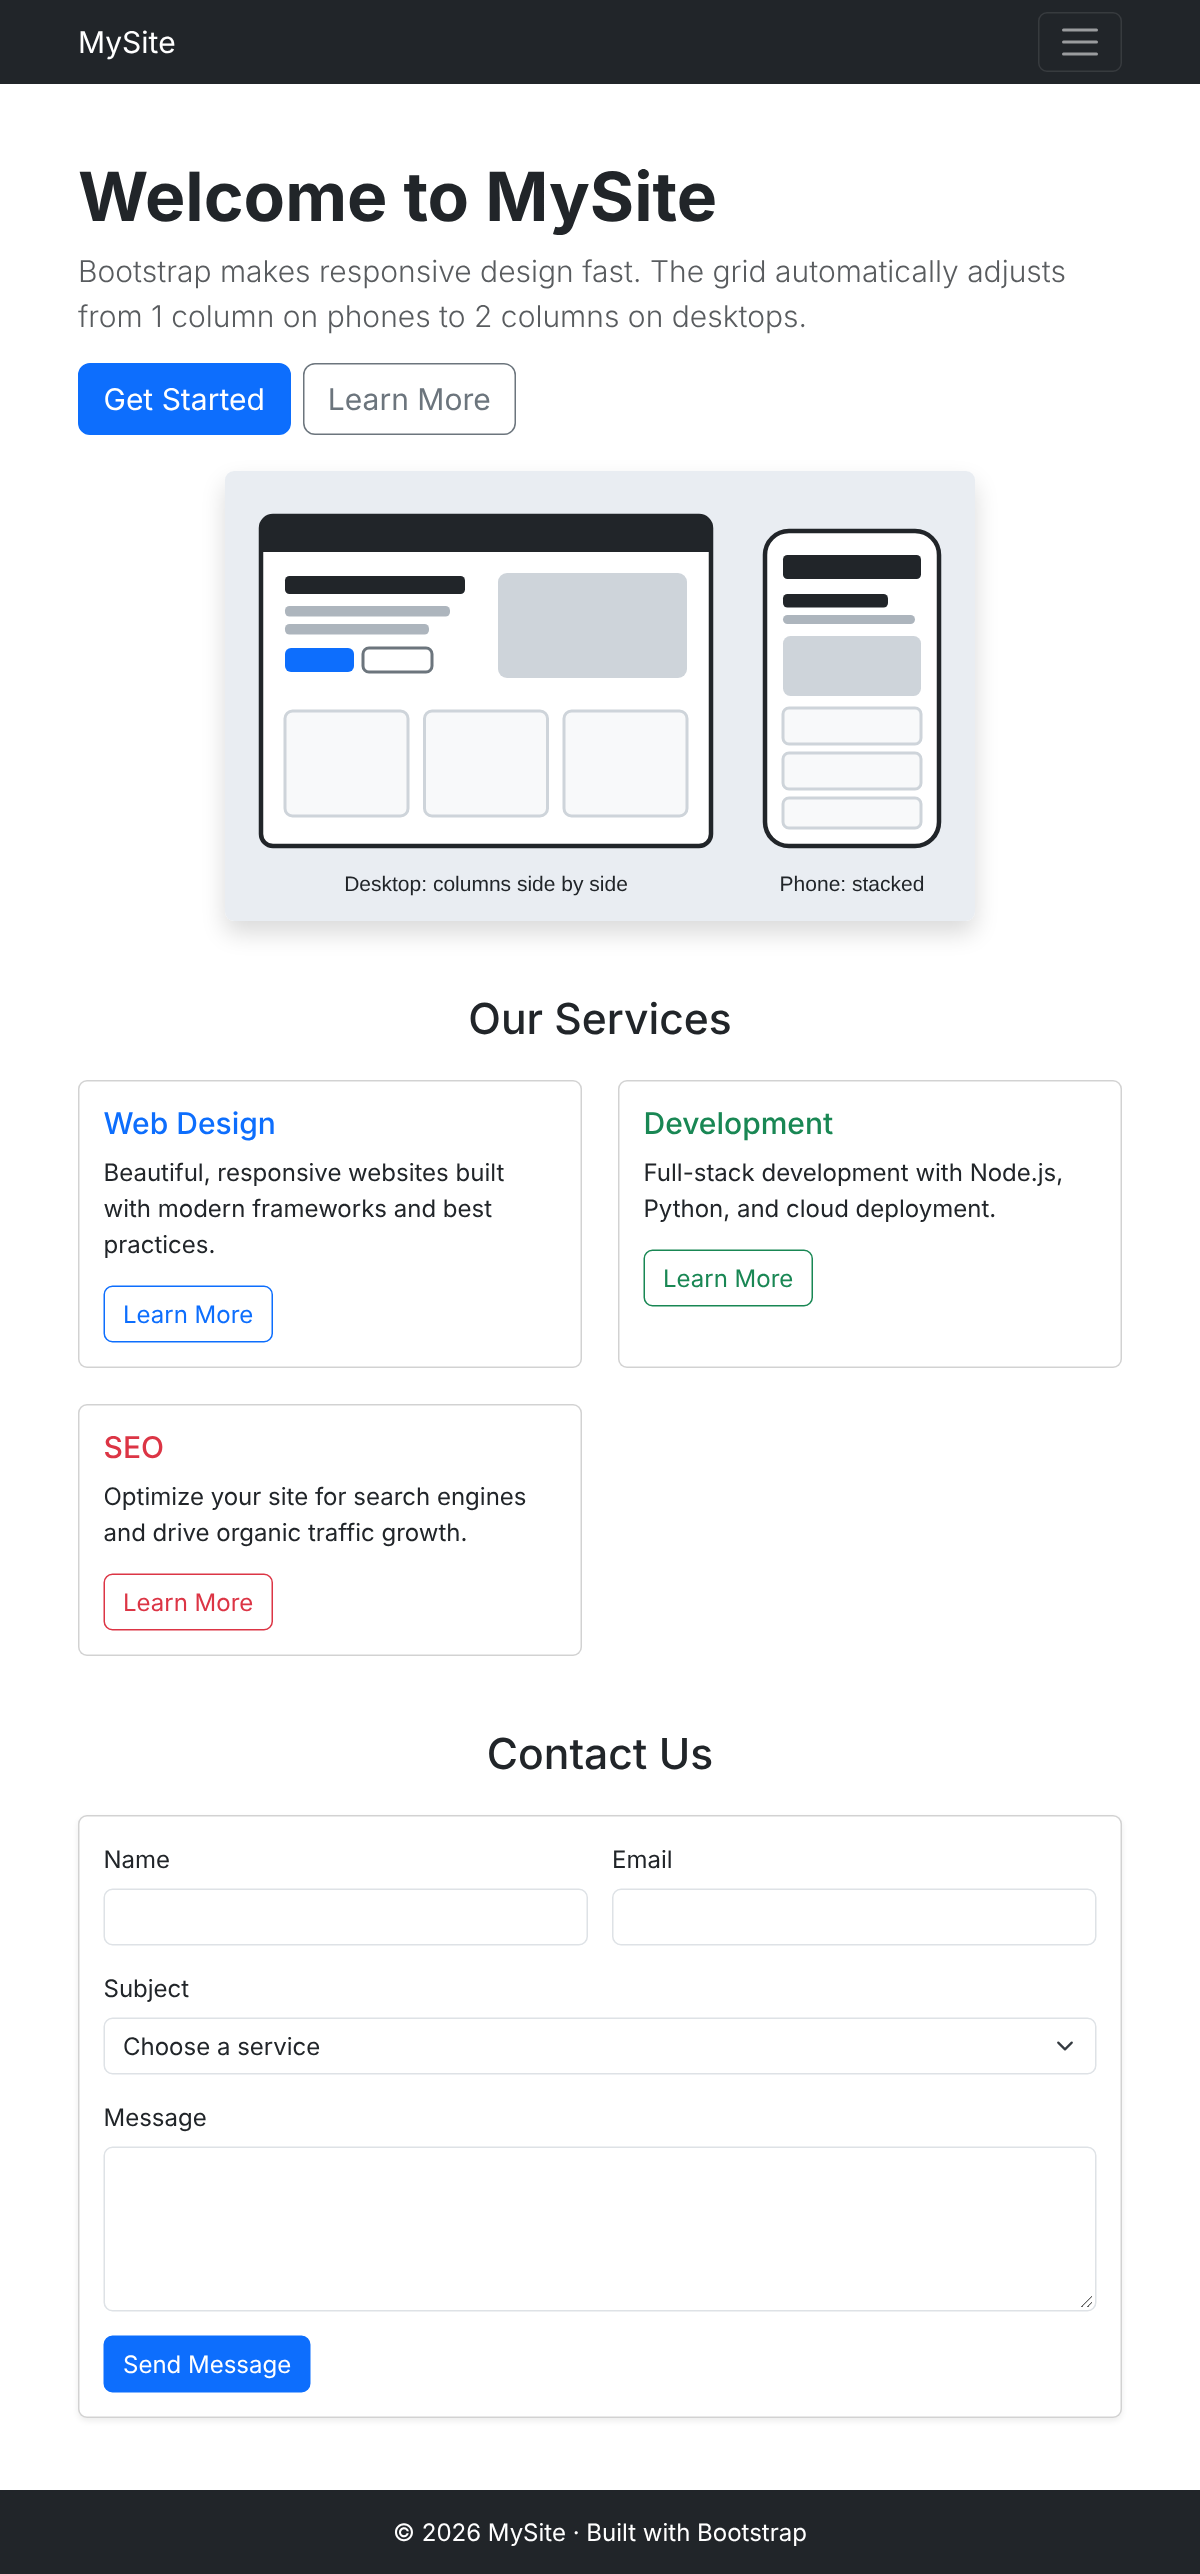 MySite
Welcome to MySite
Bootstrap makes responsive design fast. The grid automatically adjusts
from 1 column on phones to 2 columns on desktops.
Get Started
Learn More
Desktop: columns side by side
Phone: stacked
Our Services
Web Design
Beautiful, responsive websites built
with modern frameworks and best
practices.
Learn More
Development
Full-stack development with Node.js,
Python, and cloud deployment.
Learn More
SEO
Optimize your site for search engines
and drive organic traffic growth.
Learn More
Contact Us
Name
Email
Subject
Choose a service
Message
Send Message
© 2026 MySite · Built with Bootstrap